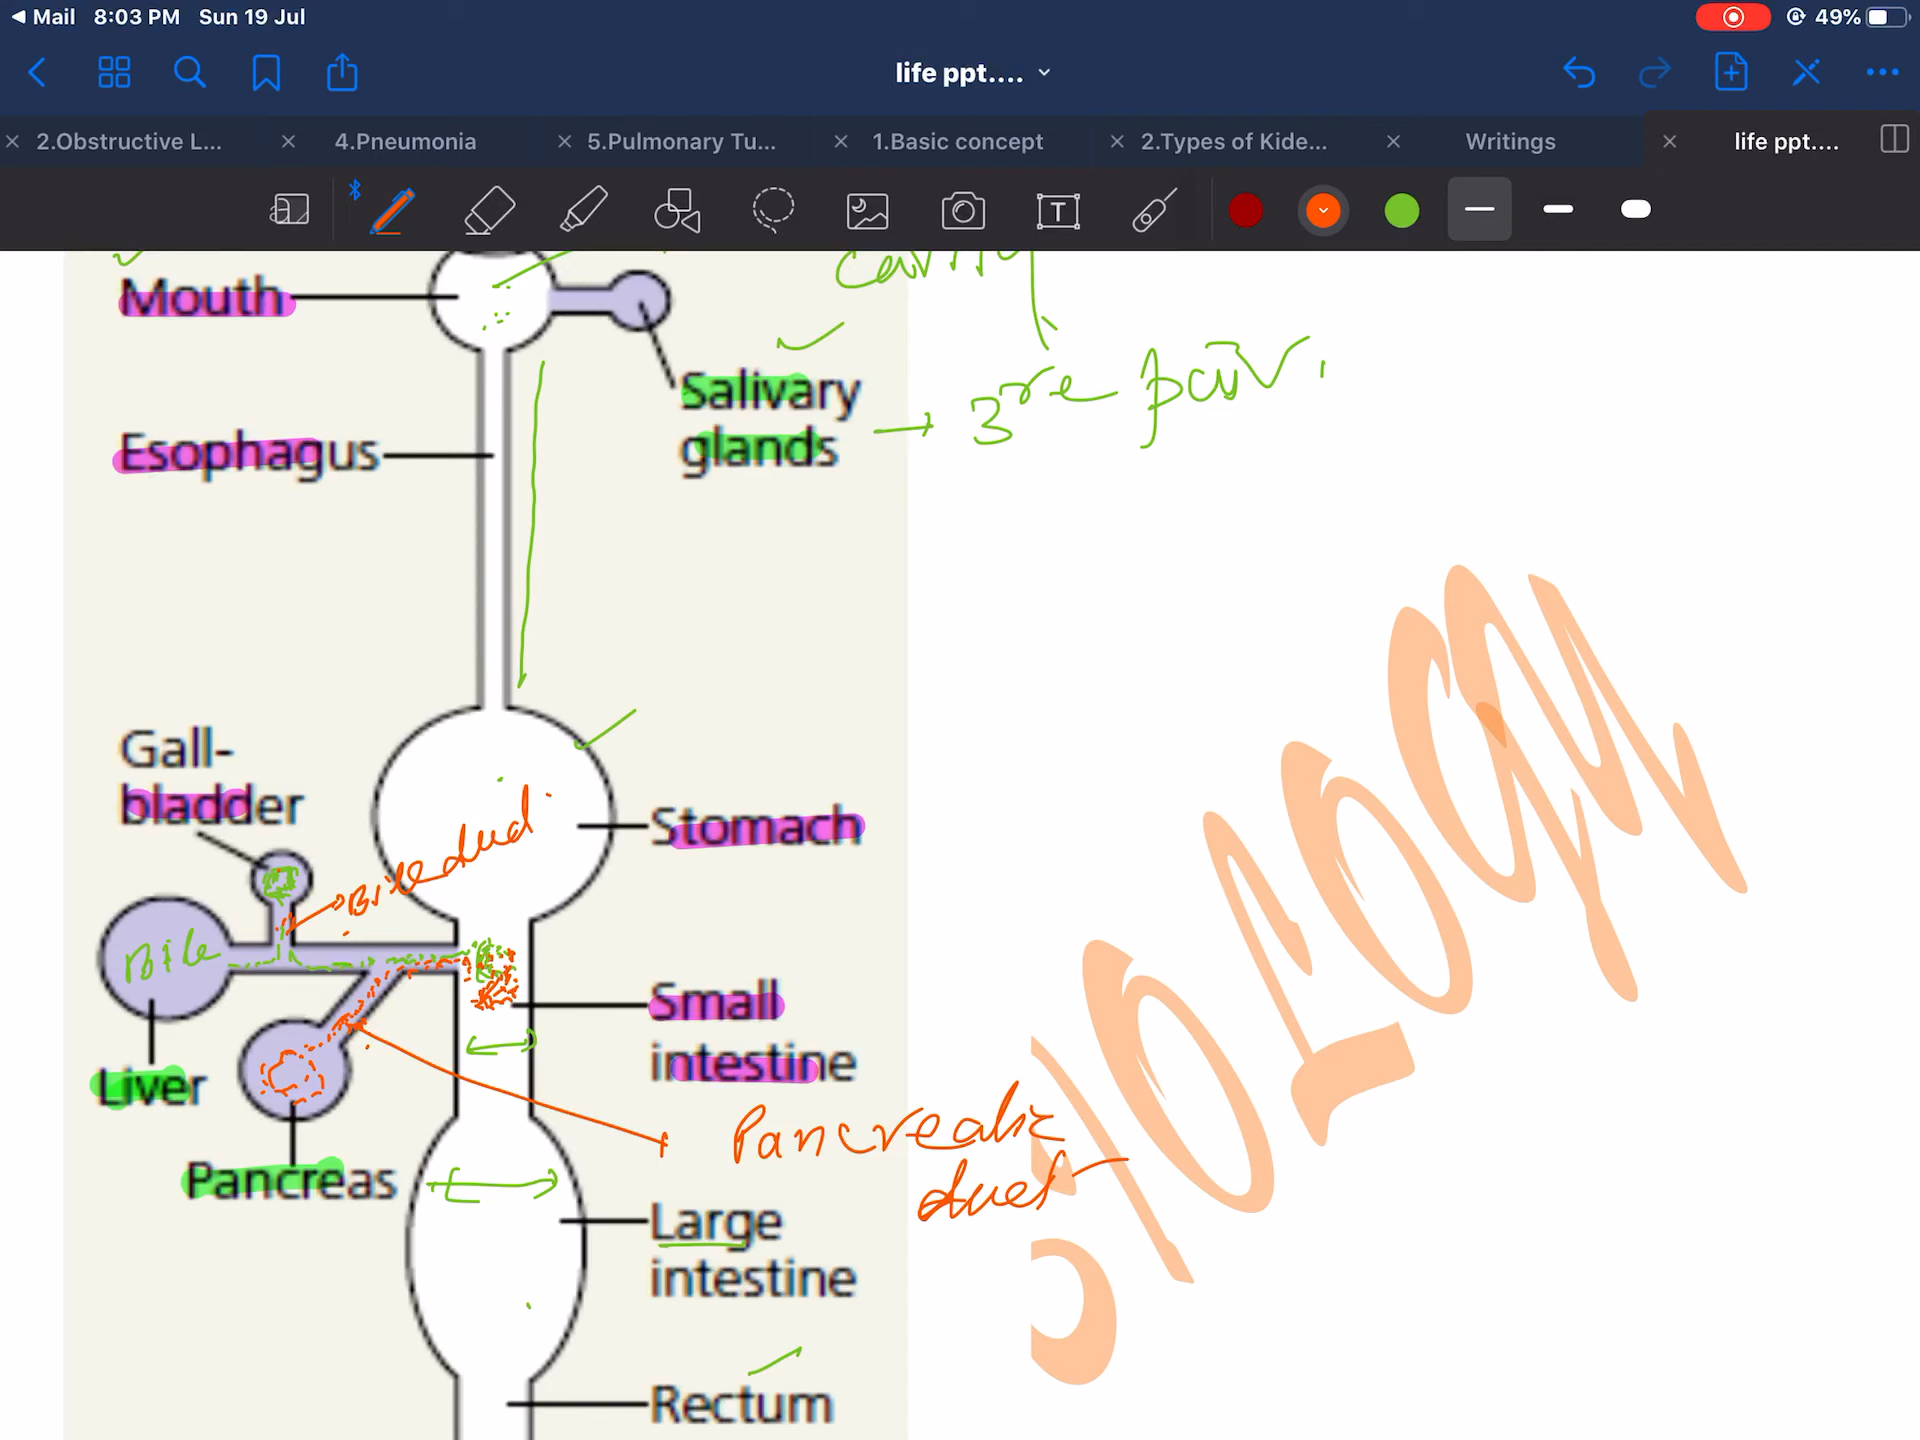 Mail 8:03 PM Sun 19 Jul 49%
life ppt....
2.Obstructive L... 4.Pneumonia 5.Pulmonary Tu... 1.Basic concept 2.Types of Kide... Writings life ppt....
T
cavity
Mouth
Salivary
glands
→ 3 pair.
Esophagus
Gall-
bladder
Stomach
Bile duct
Bile
Small
intestine
Liver
Pancreatic
duct
Pancreas
Large
intestine
Rectum